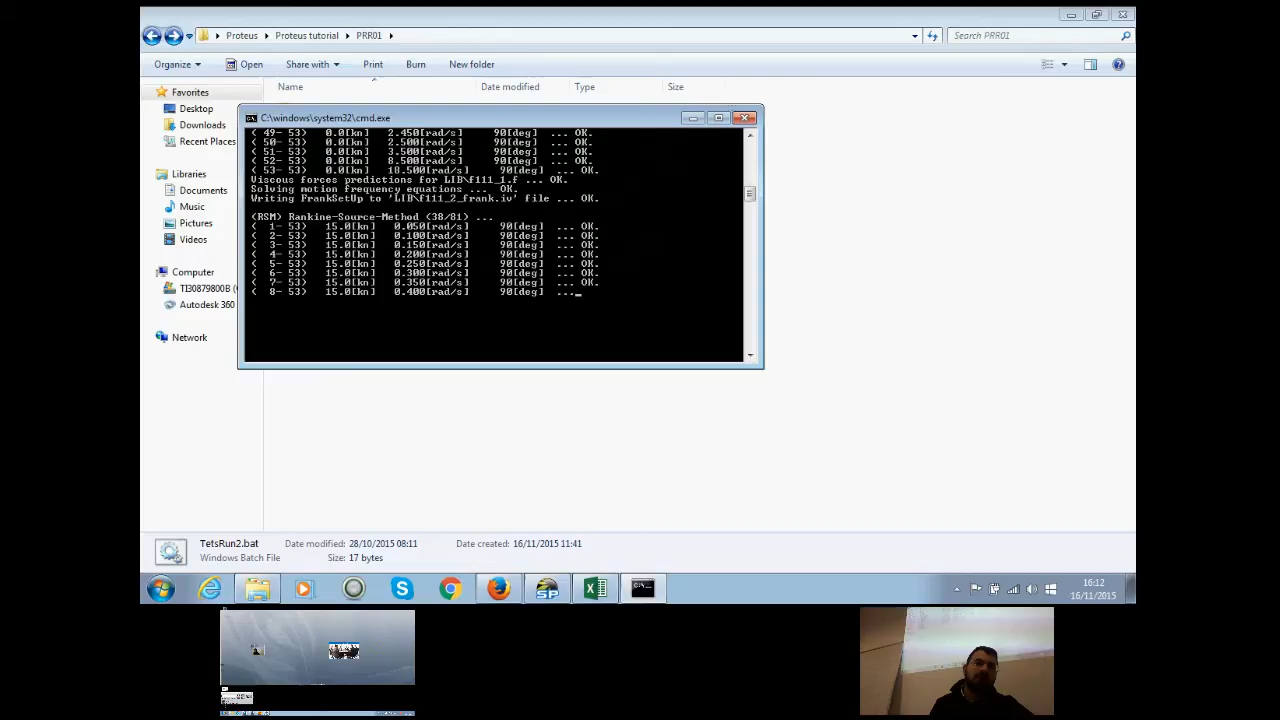 Proteus
Proteus tutorial
PRR01
Search PRR01
Organize
Open
Share with
Print
Burn
New folder
Favorites
Name
Date modified
Type
Size
Desktop
Downloads
Recent Places
Libraries
Documents
Music
Pictures
Videos
Computer
TI30879800B (
Autodesk 360
Network
C:\windows\system32\cmd.exe
( 49- 53) 0.0[kn] 2.450[rad/s] 90[deg] ... OK.
( 50- 53) 0.0[kn] 2.500[rad/s] 90[deg] ... OK.
( 51- 53) 0.0[kn] 3.500[rad/s] 90[deg] ... OK.
( 52- 53) 0.0[kn] 8.500[rad/s] 90[deg] ... OK.
( 53- 53) 0.0[kn] 18.500[rad/s] 90[deg] ... OK.
Viscous forces predictions for LIB\f111_1.f ... OK.
Solving motion frequency equations ... OK.
Writing FrankSetUp to 'LIB\f111_2_frank.iv' file ... OK.
(RSM) Rankine-Source-Method (38/81) ...
( 1- 53) 15.0[kn] 0.050[rad/s] 90[deg] ... OK.
( 2- 53) 15.0[kn] 0.100[rad/s] 90[deg] ... OK.
( 3- 53) 15.0[kn] 0.150[rad/s] 90[deg] ... OK.
( 4- 53) 15.0[kn] 0.200[rad/s] 90[deg] ... OK.
( 5- 53) 15.0[kn] 0.250[rad/s] 90[deg] ... OK.
( 6- 53) 15.0[kn] 0.300[rad/s] 90[deg] ... OK.
( 7- 53) 15.0[kn] 0.350[rad/s] 90[deg] ... OK.
( 8- 53) 15.0[kn] 0.400[rad/s] 90[deg] ..._
TetsRun2.bat
Date modified: 28/10/2015 08:11
Date created: 16/11/2015 11:41
Windows Batch File
Size: 17 bytes
SP
16:12
16/11/2015